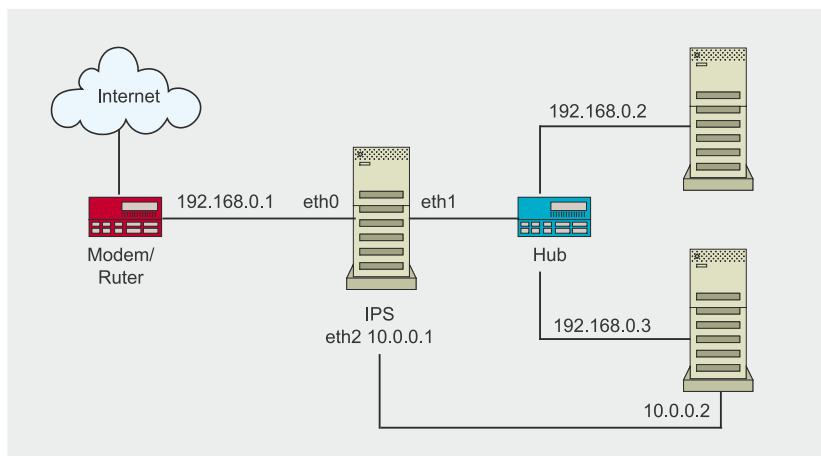 Internet
192.168.0.2
192.168.0.1
eth0
eth1
Modem/
Ruter
Hub
IPS
eth2 10.0.0.1
192.168.0.3
10.0.0.2